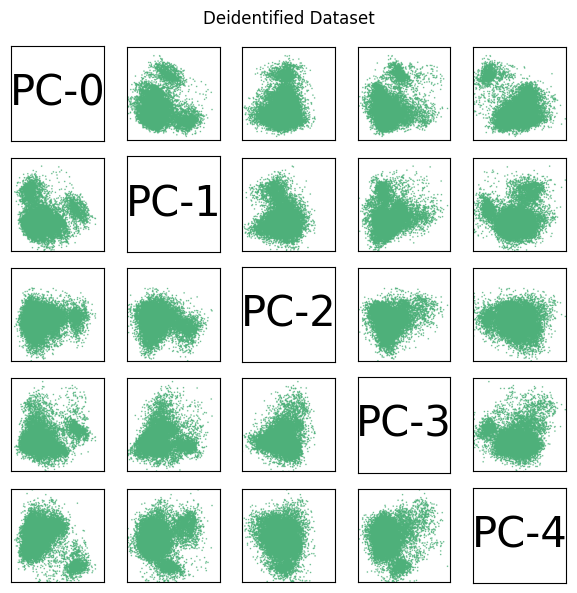 Deidentified Dataset
PC-0
PC-1
PC-2
PC-3
PC-4